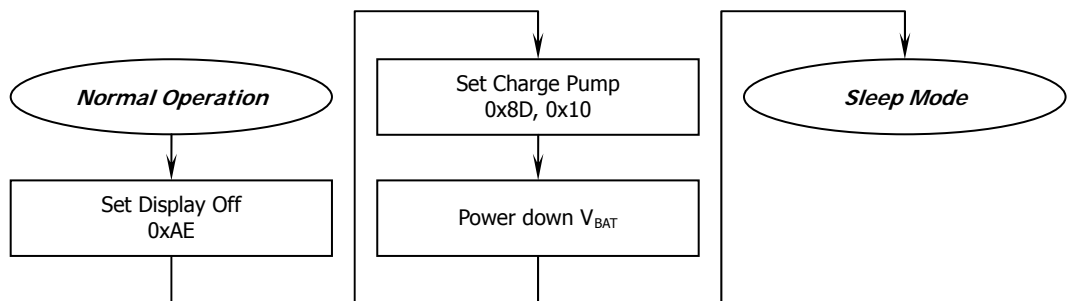 Normal Operation
Set Display Off
0xAE
Set Charge Pump
0x8D, 0x10
Power down VBAT
Sleep Mode